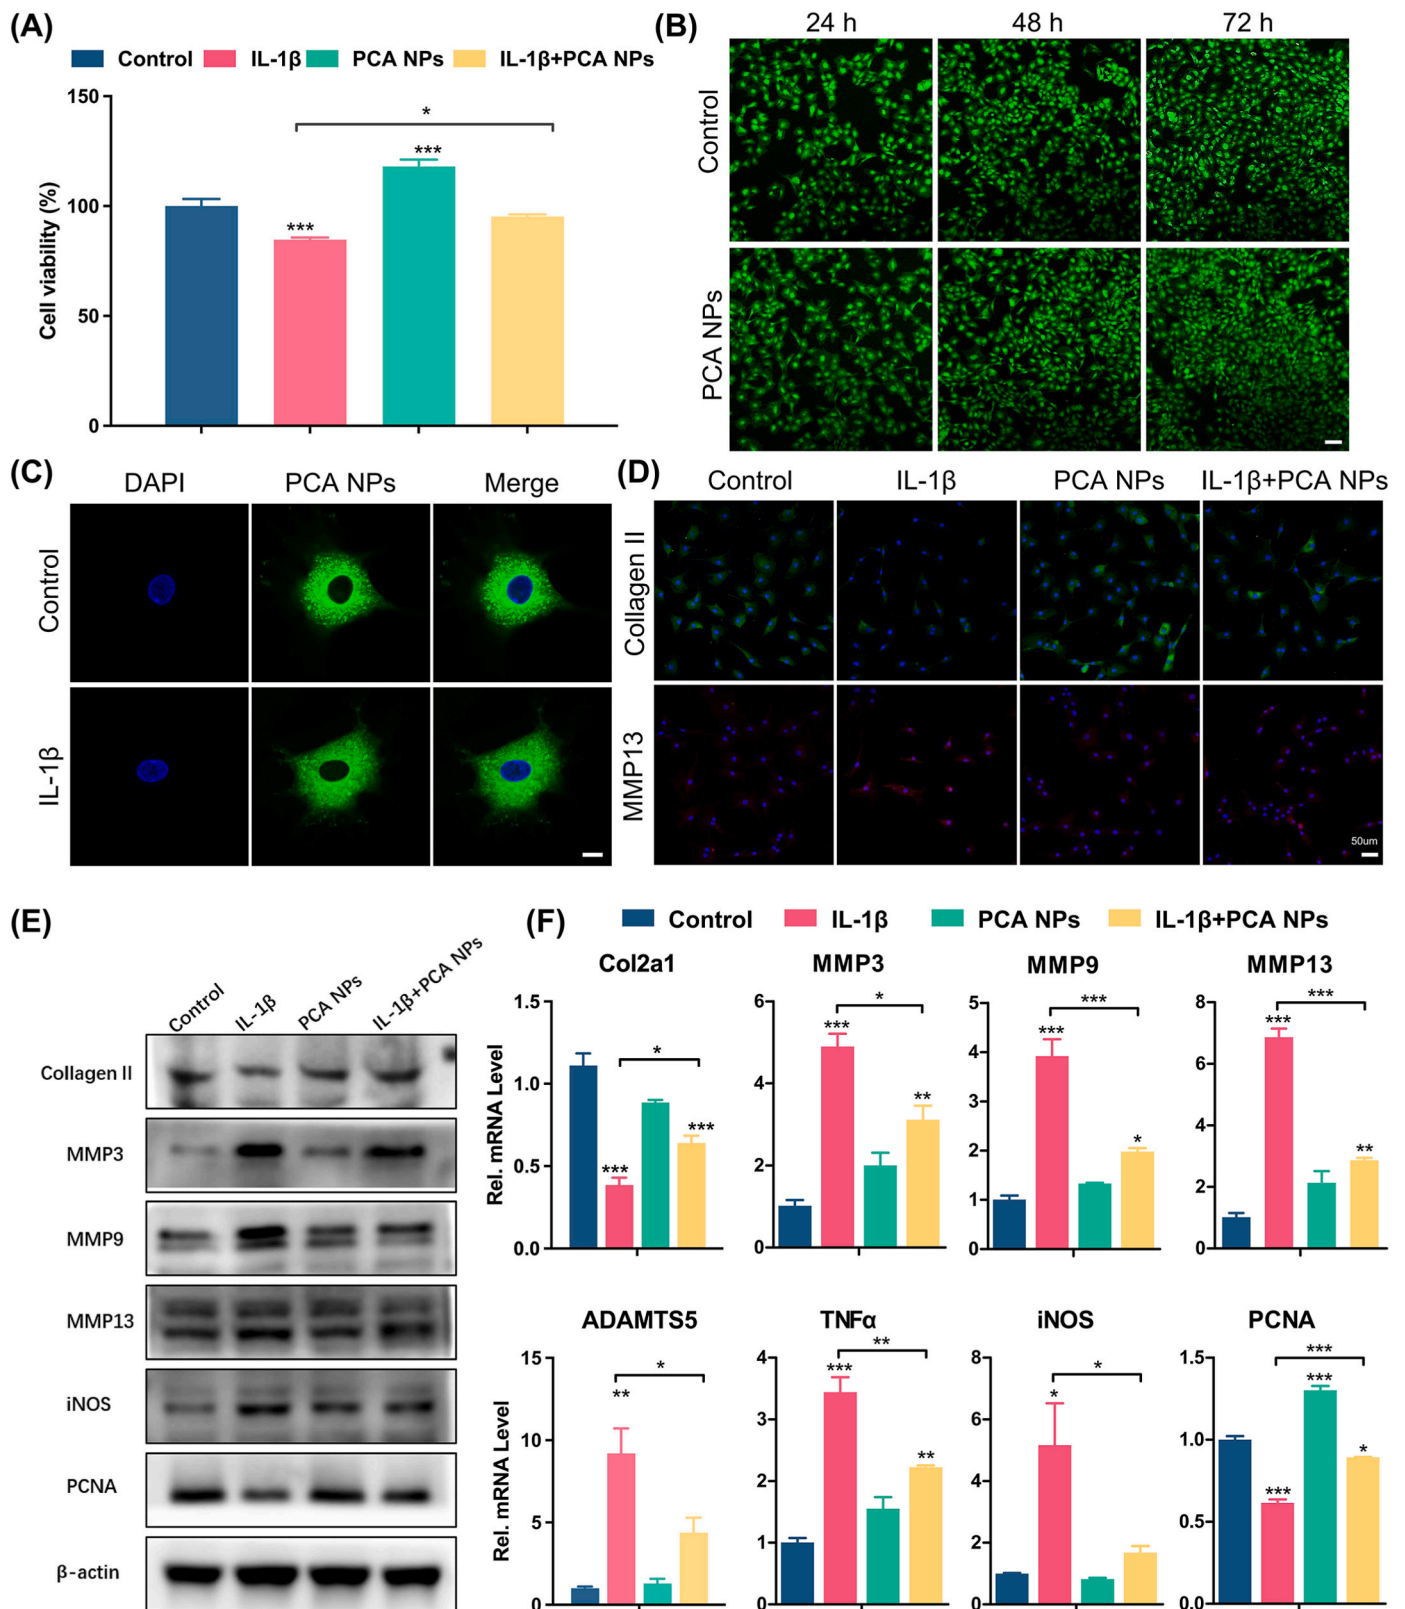 (A)
Control IL-1β PCA NPs IL-1β+PCA NPs
150
100
50
0
Cell viability (%)
***
***
*
(B)
24 h 48 h 72 h
Control
PCA NPs
(C)
DAPI PCA NPs Merge
Control
IL-1β
(D)
Control IL-1β PCA NPs IL-1β+PCA NPs
Collagen II
MMP13
50um
(E)
Control IL-1β PCA NPs IL-1β+PCA NPs
Collagen II
MMP3
MMP9
MMP13
iNOS
PCNA
β-actin
(F)
Control IL-1β PCA NPs IL-1β+PCA NPs
Col2a1
Rel. mRNA Level
1.5
1.0
0.5
0.0
***
*
***
MMP3
6
4
2
0
***
*
**
MMP9
5
4
3
2
1
0
***
***
*
MMP13
8
6
4
2
0
***
***
**
ADAMTS5
Rel. mRNA Level
15
10
5
0
**
*
TNFα
4
3
2
1
0
***
**
**
iNOS
8
6
4
2
0
*
*
PCNA
1.5
1.0
0.5
0.0
***
***
***
*